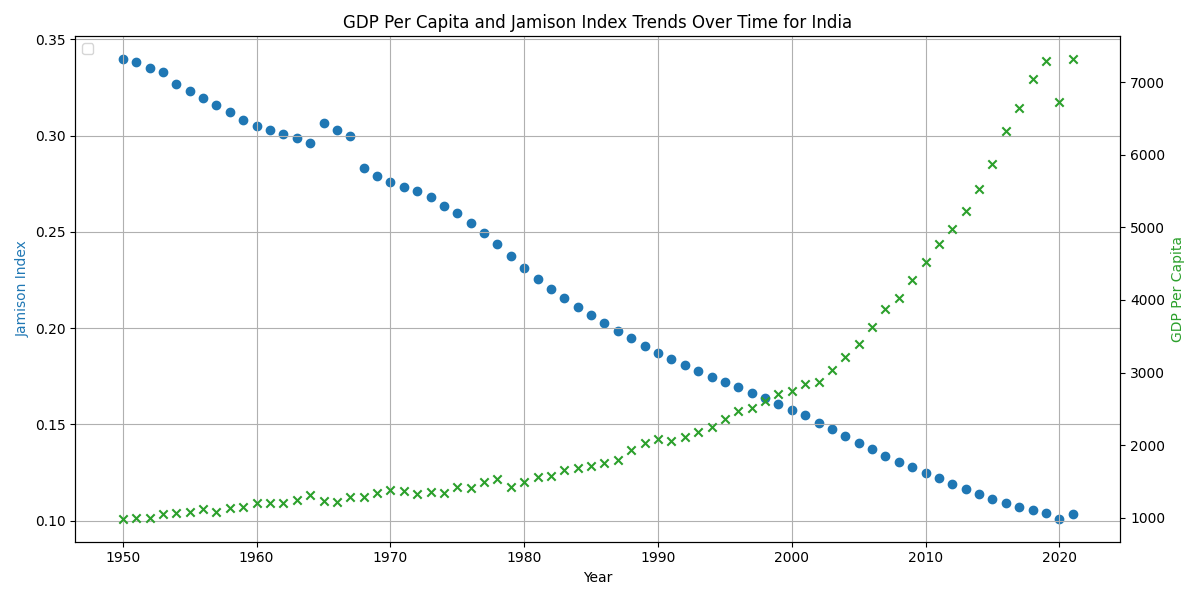 GDP Per Capita and Jamison Index Trends Over Time for India
0.35
0.30
0.25
0.20
0.15
0.10
Jamison Index
7000
6000
5000
4000
3000
2000
1000
GDP Per Capita
1950 1960 1970 1980 1990 2000 2010 2020
Year